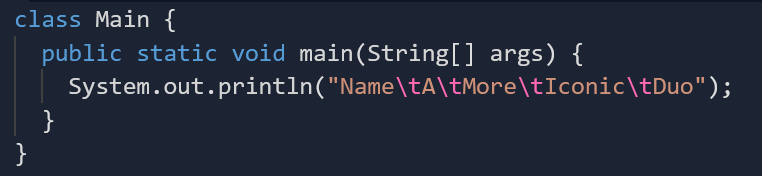 class Main {
  public static void main(String[] args) {
    System.out.println("Name\tA\tMore\tIconic\tDuo");
  }
}